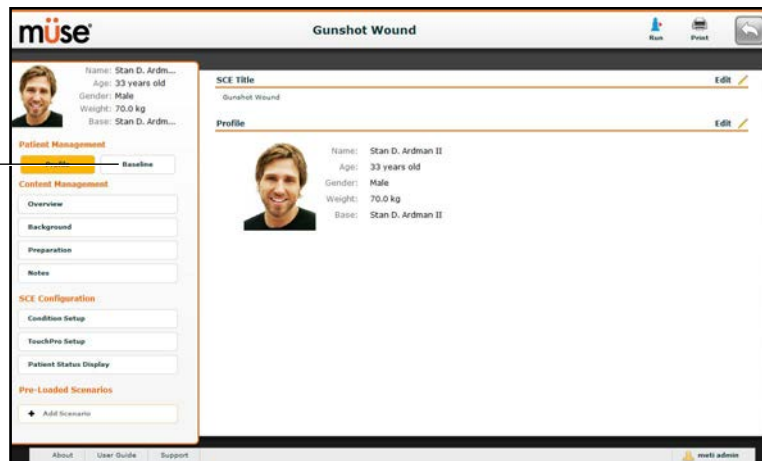 müse
Gunshot Wound
Run
Print
Name: Stan D. Ardm...
Age: 33 years old
Gender: Male
Weight: 70.0 kg
Base: Stan D. Ardm...
Patient Management
Profile
Baseline
Content Management
Overview
Background
Preparation
Notes
SCE Configuration
Condition Setup
TouchPro Setup
Patient Status Display
Pre-Loaded Scenarios
+ Add Scenario
SCE Title
Edit
Gunshot Wound
Profile
Edit
Name: Stan D. Ardman II
Age: 33 years old
Gender: Male
Weight: 70.0 kg
Base: Stan D. Ardman II
About
User Guide
Support
meti admin